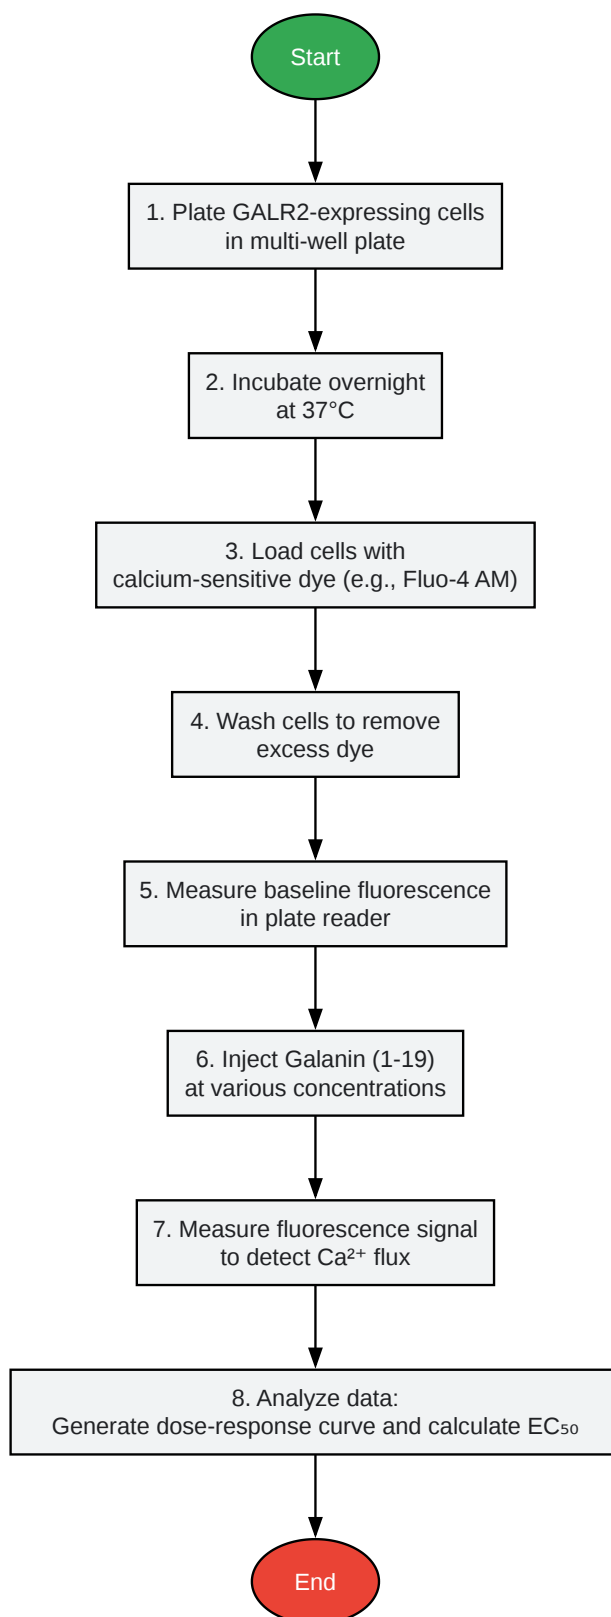 Start
1. Plate GALR2-expressing cells
in multi-well plate
2. Incubate overnight
at 37°C
3. Load cells with
calcium-sensitive dye (e.g., Fluo-4 AM)
4. Wash cells to remove
excess dye
5. Measure baseline fluorescence
in plate reader
6. Inject Galanin (1-19)
at various concentrations
7. Measure fluorescence signal
to detect Ca²⁺ flux
8. Analyze data:
Generate dose-response curve and calculate EC₅₀
End